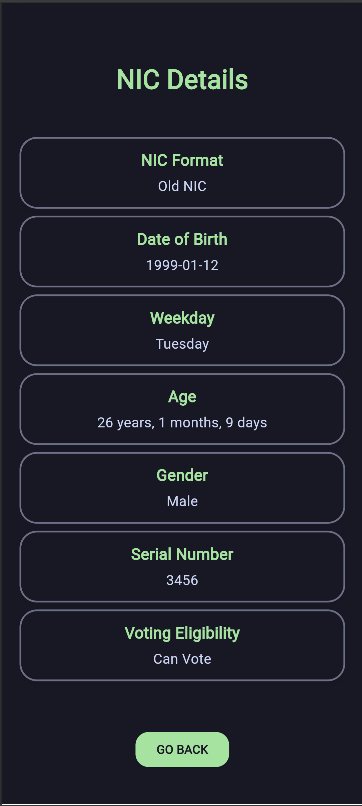 NIC Details
NIC Format
Old NIC
Date of Birth
1999-01-12
Weekday
Tuesday
Age
26 years, 1 months, 9 days
Gender
Male
Serial Number
3456
Voting Eligibility
Can Vote
GO BACK